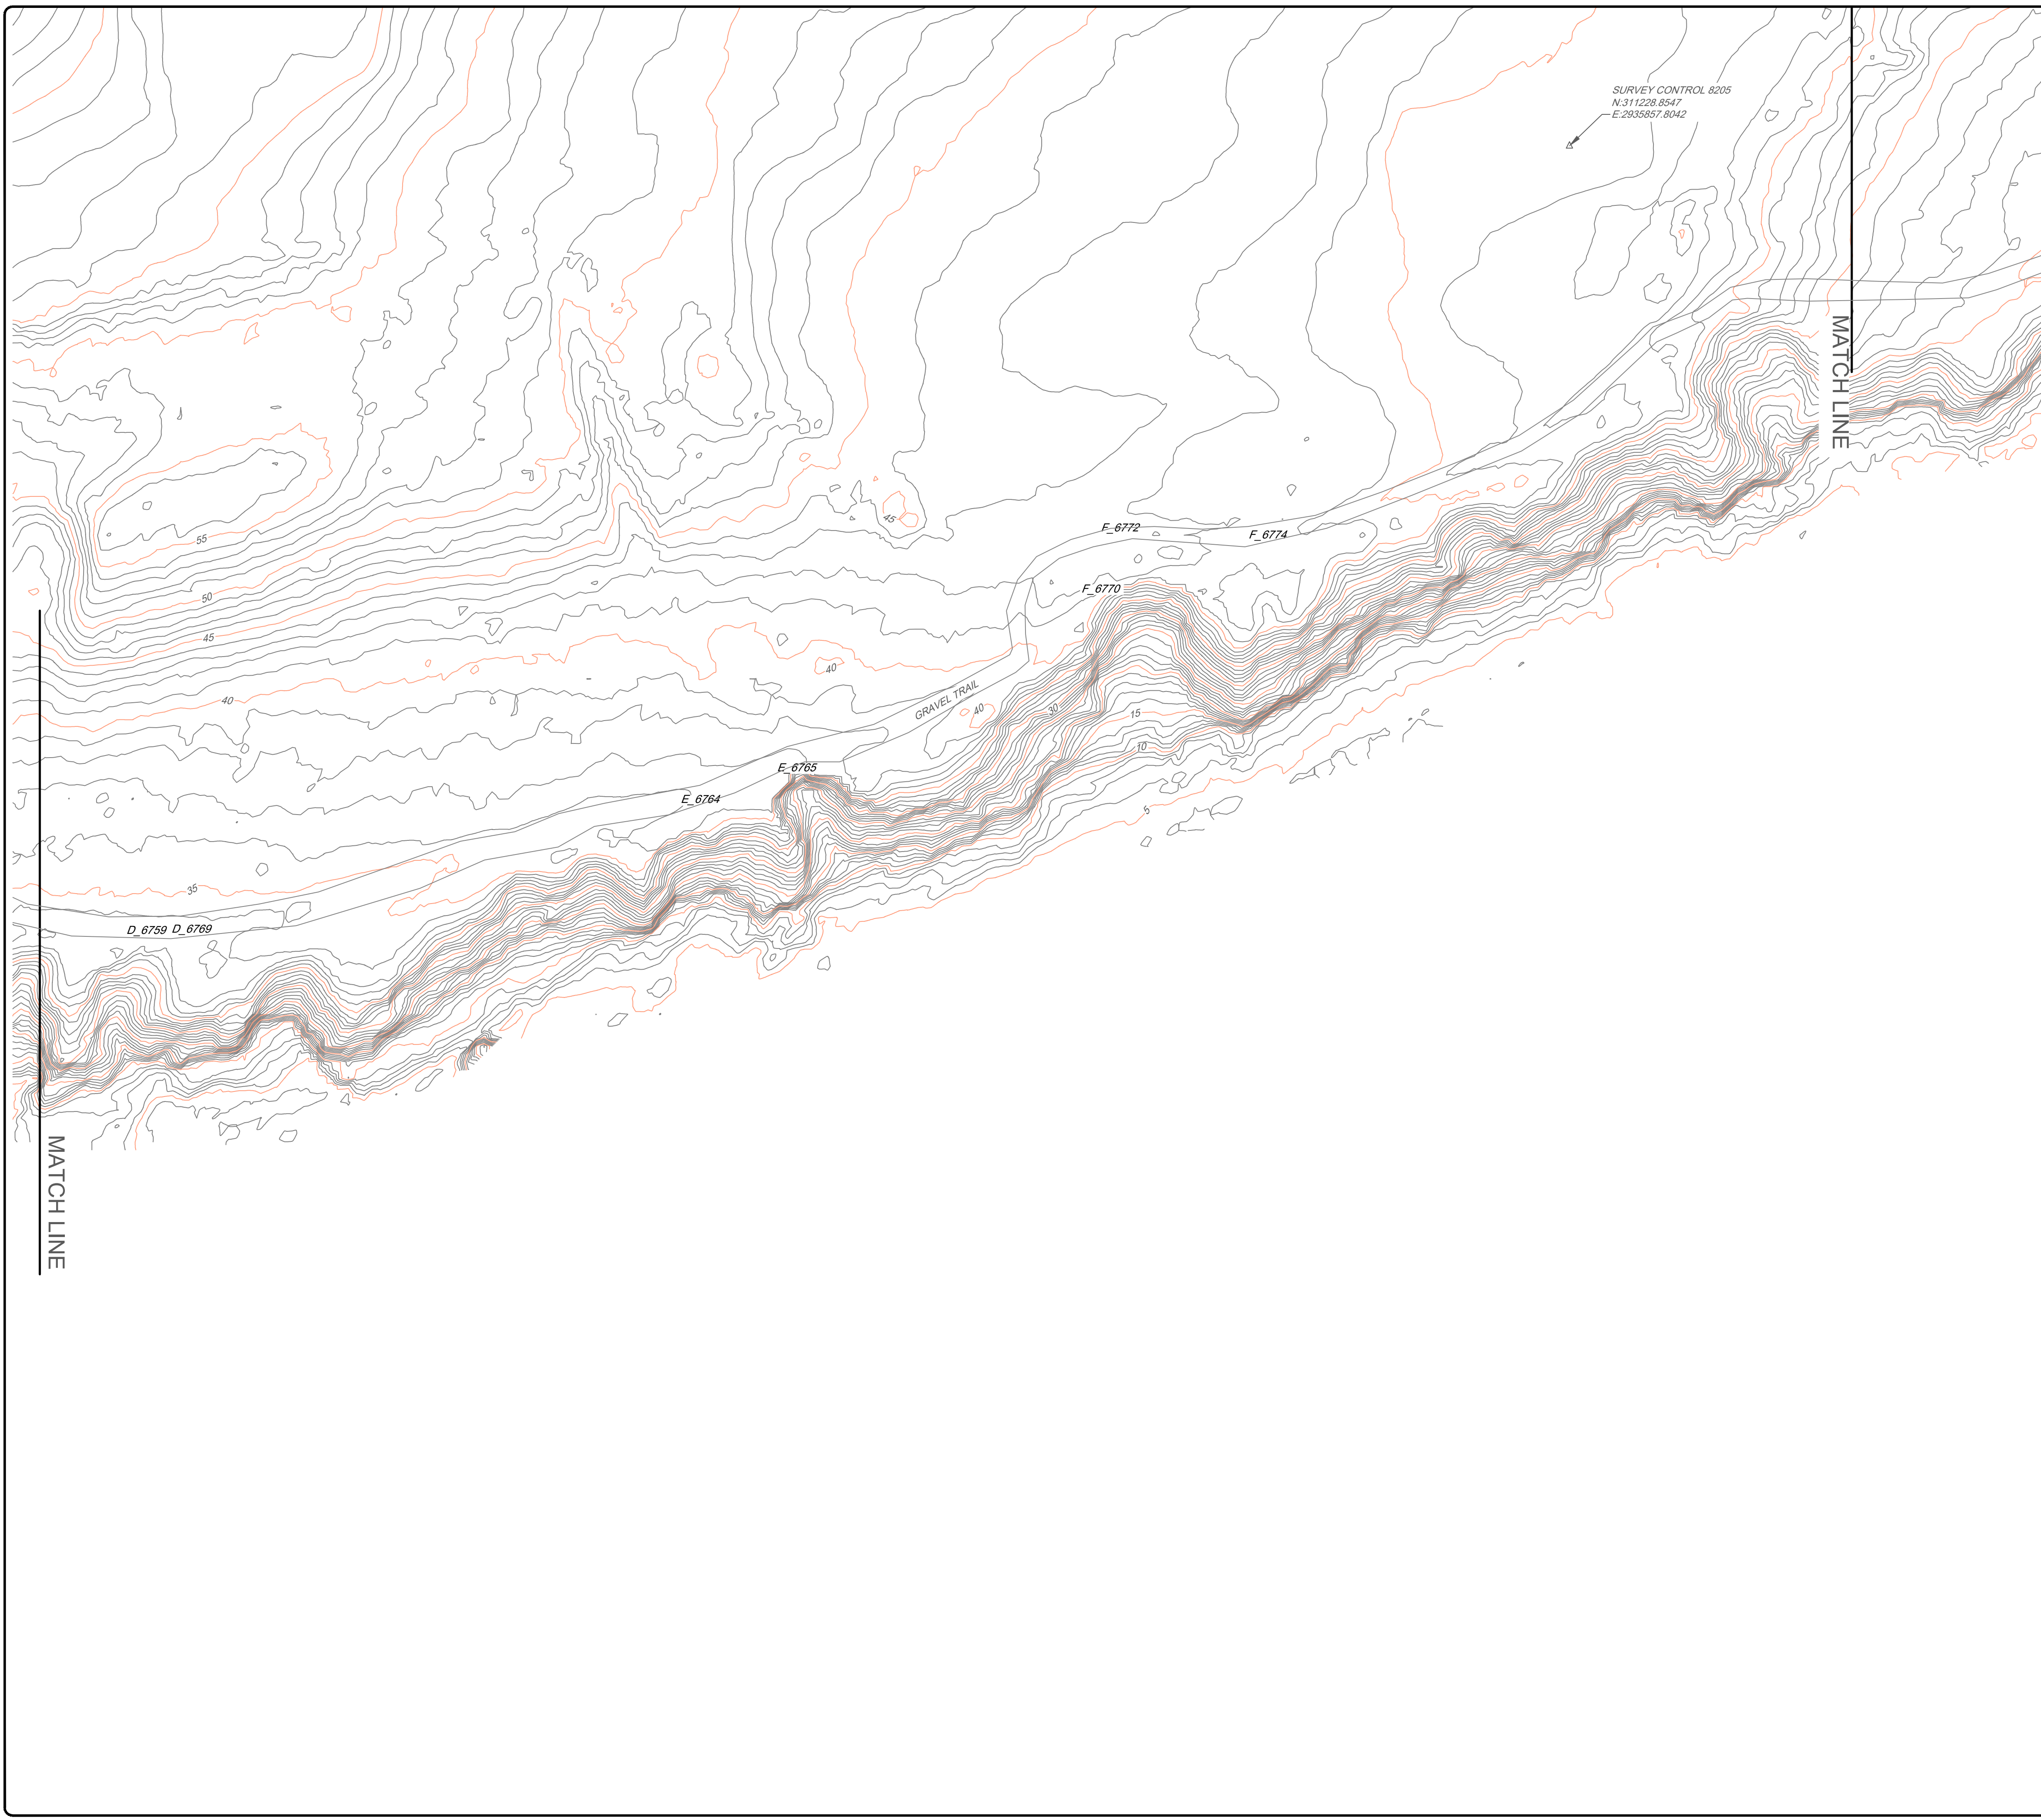 SURVEY CONTROL 8205
N:311228.8547
E:2935857.8042
MATCH LINE
45
F_6772
F_6774
55
F_6770
50
45
40
40
GRAVEL TRAIL
40
30
15
10
E_6765
E_6764
5
35
D_6759 D_6769
MATCH LINE